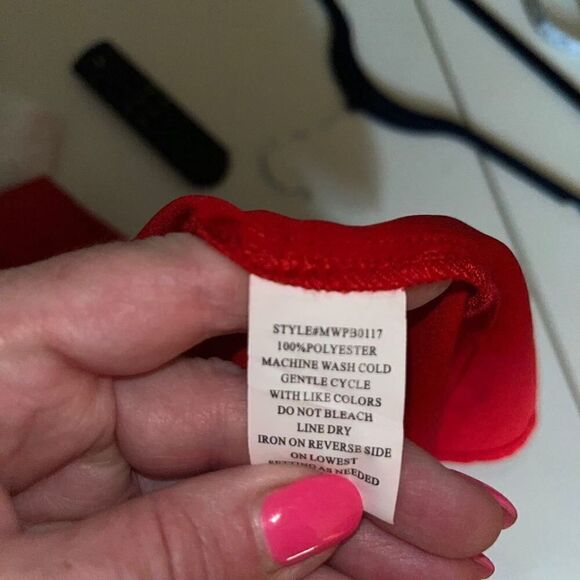 STYLE#MWPB0117
100%POLYESTER
MACHINE WASH COLD
GENTLE CYCLE
WITH LIKE COLORS
DO NOT BLEACH
LINE DRY
IRON ON REVERSE SIDE
ON LOWEST
SETTING AS NEEDED